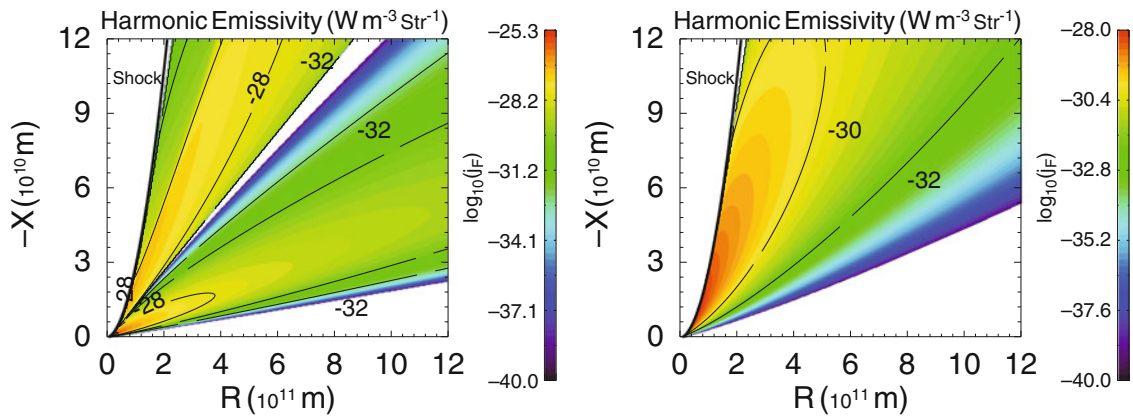 Harmonic Emissivity (W m⁻³ Str⁻¹)
12
9
6
3
0
−X (10¹⁰ m)
Shock
-28
-32
-32
-28
-28
-32
0 2 4 6 8 10 12
R (10¹¹ m)
−25.3
−28.2
−31.2
−34.1
−37.1
−40.0
log₁₀(jF)
Harmonic Emissivity (W m⁻³ Str⁻¹)
12
9
6
3
0
−X (10¹⁰ m)
Shock
-30
-32
0 2 4 6 8 10 12
R (10¹¹ m)
−28.0
−30.4
−32.8
−35.2
−37.6
−40.0
log₁₀(jF)